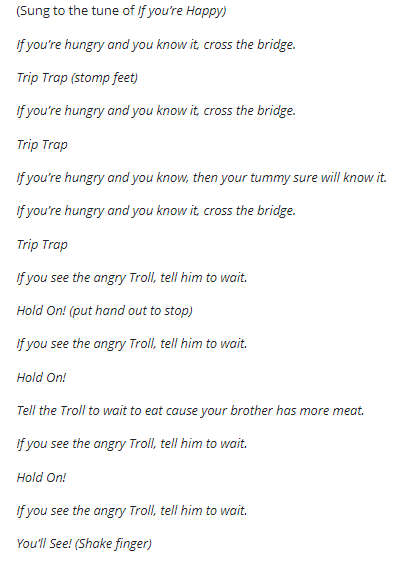 (Sung to the tune of If you're Happy)
If you're hungry and you know it, cross the bridge.
Trip Trap (stomp feet)
If you're hungry and you know it, cross the bridge.
Trip Trap
If you're hungry and you know, then your tummy sure will know it.
If you're hungry and you know it, cross the bridge.
Trip Trap
If you see the angry Troll, tell him to wait.
Hold On! (put hand out to stop)
If you see the angry Troll, tell him to wait.
Hold On!
Tell the Troll to wait to eat cause your brother has more meat.
If you see the angry Troll, tell him to wait.
Hold On!
If you see the angry Troll, tell him to wait.
You'll See! (Shake finger)